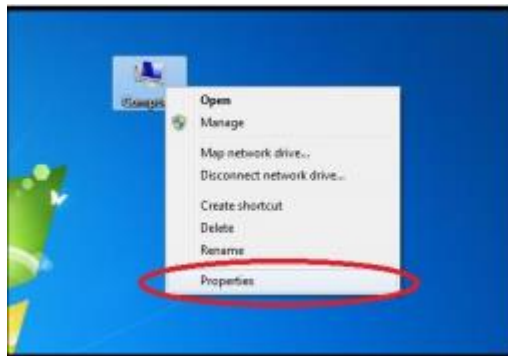 Open
Manage
Map network drive...
Disconnect network drive...
Create shortcut
Delete
Rename
Properties